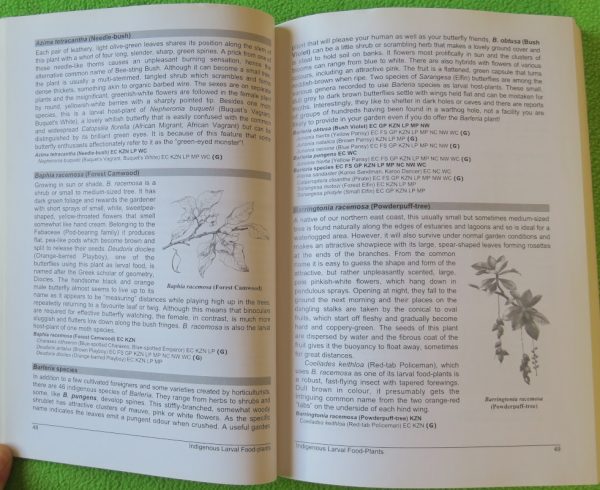 Azima tetracantha (Needle-bush)
Each pair of leathery, light olive-green leaves shares its position along the stem of
this plant with a whorl of four long, slender, sharp, green spines. A prick from one of
these needle-like thorns causes an unpleasant burning sensation, hence its
alternative common name of Bee-sting Bush. Although it can become a small tree,
the plant is usually a multi-stemmed, tangled shrub which scrambles and forms
dense thickets, something akin to organic barbed wire. The sexes are on separate
plants and the insignificant, greenish-white flowers are followed in the female plant
by round, yellowish-white berries with a sharply pointed tip. Besides one other
species, this is a larval host-plant of Nepheronia buquetii (Buquet's Vagrant,
Buquet's White), a lovely whitish butterfly that is easily confused with the common
and widespread Catopsilia florella (African Migrant, African Vagrant) but can be
distinguished by its brilliant green eyes. It is because of this feature that some
butterfly enthusiasts affectionately refer to it as the "green-eyed monster"!
Azima tetracantha (Needle-bush) EC KZN LP WC
Nepheronia buquetii (Buquet's Vagrant, Buquet's White) EC KZN LP MP WC (G)
Baphia racemosa (Forest Camwood)
Growing in sun or shade, B. racemosa is a
shrub or small to medium-sized tree. It has
dark green foliage and rewards the gardener
with short sprays of small, white, sweetpea-
shaped, yellow-throated flowers that smell
somewhat like hand cream. Belonging to the
Fabaceae (Pod-bearing family) it produces
flat, pea-like pods which become brown and
split to release their seeds. Deudorix diocles
(Orange-barred Playboy), one of the
butterflies using this plant as larval food, is
named after the Greek scholar of geometry,
Diocles. The handsome black and orange
male butterfly almost seems to live up to its
Baphia racemosa (Forest Camwood)
name as it appears to be "measuring" distances while playing high up in the trees,
repeatedly returning to a favourite leaf or twig. Although this means that binoculars
are required for effective butterfly watching, the female, in contrast, is much more
sluggish and flutters low down along the bush fringes. B. racemosa is also the larval
host-plant of one moth species.
Baphia racemosa (Forest Camwood) EC KZN
Charaxes cithaeron (Blue-spotted Charaxes, Blue-spotted Emperor) EC KZN LP MP
Deudorix antalus (Brown Playboy) EC FS GP KZN LP MP NC NW WC (G)
Deudorix diocles (Orange-barred Playboy) EC KZN LP MP
Barleria species
In addition to a few cultivated foreigners and some varieties created by horticulturists,
there are 46 indigenous species of Barleria. They range from herbs to shrubs and
some, like B. pungens, develop spines. This stiffly-branched, somewhat woody
shrublet has attractive clusters of mauve, pink or white flowers. As the specific
name indicates the leaves emit a pungent odour when crushed. A useful garden
48
Indigenous Larval Food-plants
that will please your human as well as your butterfly friends, B. obtusa (Bush
Violet) can be a little shrub or scrambling herb that makes a lovely ground cover and
useful to hold soil on banks. It flowers most prolifically in sun and the clusters of
blooms can range from blue to white. There are also hybrids with flowers of various
colours, including an attractive pink. The fruit is a flattened, green capsule that turns
reddish-brown when ripe. Two species of Sarangesa (Elfin) butterflies are among the
various genera recorded to use Barleria species as larval host-plants. These small,
dull grey to dark brown butterflies settle with wings held flat and can be mistaken for
moths. Interestingly, they like to shelter in dark holes or caves and there are reports
of groups of hundreds having been found in a warthog hole, not a facility you are
likely to provide in your garden even if you do offer the Barleria plant!
Barleria obtusa (Bush Violet) EC KZN LP MP NW
Junonia hierta (Yellow Pansy) EC FS GP KZN LP MP NC NW WC (G)
Junonia natalica (Brown Pansy) EC KZN LP MP
Junonia oenone (Blue Pansy) EC FS GP KZN LP MP NC NW WC (G)
Barleria pungens EC WC
Junonia hierta (Yellow Pansy) EC FS GP KZN LP MP NC NW WC (G)
Barleria species EC FS GP KZN LP MP NC NW WC
(Karoo Sandman, Karoo Dancer) EC NC WC
(Pirate) EC FS GP KZN LP MP NW (G)
Sarangesa motozi (Forest Elfin) EC KZN LP MP
Sarangesa phidyle (Small Elfin) EC GP KZN LP MP
Barringtonia racemosa (Powderpuff-tree)
A native of our northern east coast, this usually small but sometimes medium-sized
tree is found naturally along the edges of estuaries and lagoons and so is ideal for a
waterlogged area. However, it will also survive under normal garden conditions and
makes an attractive showpiece with its large, spear-shaped leaves forming rosettes
at the ends of the branches. From the common
name it is easy to guess the shape and form of the
attractive, but rather unpleasantly scented, large,
pale pinkish-white flowers, which hang down in
pendulous sprays. Opening at night, they fall to the
ground the next morning and their places on the
dangling stalks are taken by the conical to oval
fruits, which start off fleshy and gradually become
hard and coppery-green. The seeds of this plant
are dispersed by water and the fibrous coat of the
fruit gives it the buoyancy to float away, sometimes
for great distances.
Coeliades keithloa (Red-tab Policeman), which
uses B. racemosa as one of its larval food-plants is
a robust, fast-flying insect with tapered forewings.
Dull brown in colour, it presumably gets the
intriguing common name from the two orange-red
"tabs" on the underside of each hind wing.
Barringtonia racemosa
(Powderpuff-tree)
Barringtonia racemosa (Powderpuff-tree) KZN
Coeliades keithloa (Red-tab Policeman) EC KZN (G)
Indigenous Larval Food-Plants
49